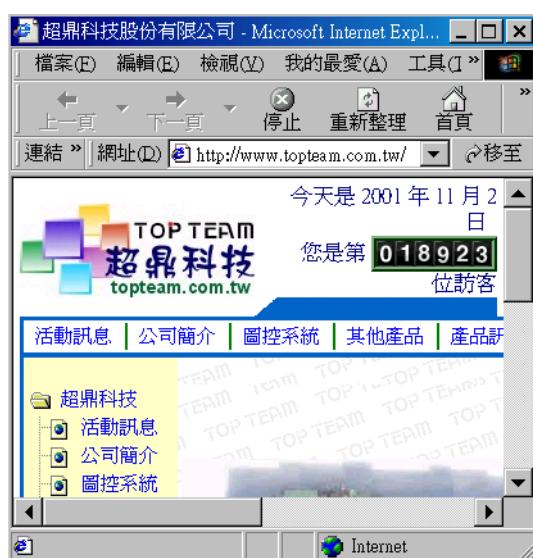 超鼎科技股份有限公司 - Microsoft Internet Expl...
檔案(F) 編輯(E) 檢視(V) 我的最愛(A) 工具(T »
上一頁 下一頁 停止 重新整理 首頁 »
連結 » 網址(D) http://www.topteam.com.tw/ 移至
今天是 2001 年 11 月 2
日
您是第 018923
位訪客
TOP TEAM
超鼎科技
topteam.com.tw
活動訊息 公司簡介 圖控系統 其他產品 產品訊
超鼎科技
活動訊息
公司簡介
圖控系統
TOP TEAM
Internet